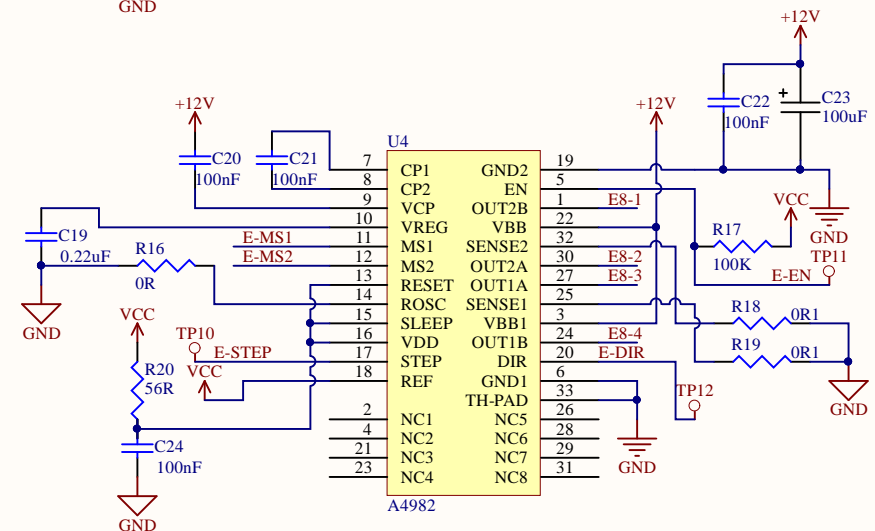 GND
+12V
C22
100nF
C23
100uF
+
+12V
+12V
C20
100nF
C21
100nF
U4
7 CP1
8 CP2
9 VCP
10 VREG
11 MS1
12 MS2
13 RESET
14 ROSC
15 SLEEP
16 VDD
17 STEP
18 REF
2 NC1
4 NC2
21 NC3
23 NC4
GND2 19
EN 5
OUT2B 1
VBB 22
SENSE2 32
OUT2A 30
OUT1A 27
SENSE1 25
VBB1 3
OUT1B 24
DIR 20
GND1 6
TH-PAD 33
NC5 26
NC6 28
NC7 29
NC8 31
A4982
C19
0.22uF
E-MS1
E-MS2
R16
0R
GND
VCC
TP10
E-STEP
VCC
R20
56R
C24
100nF
GND
E8-1
E8-2
E8-3
E8-4
E-DIR
R17
100K
VCC
GND
TP11
E-EN
R18
0R1
R19
0R1
TP12
GND
GND